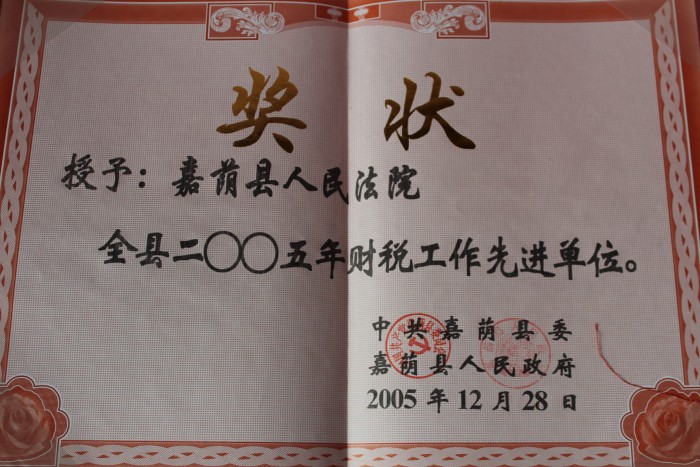 奖状
授予：嘉荫县人民法院
全县二〇〇五年财税工作先进单位。
中共嘉荫县委
嘉荫县人民政府
2005年12月28日